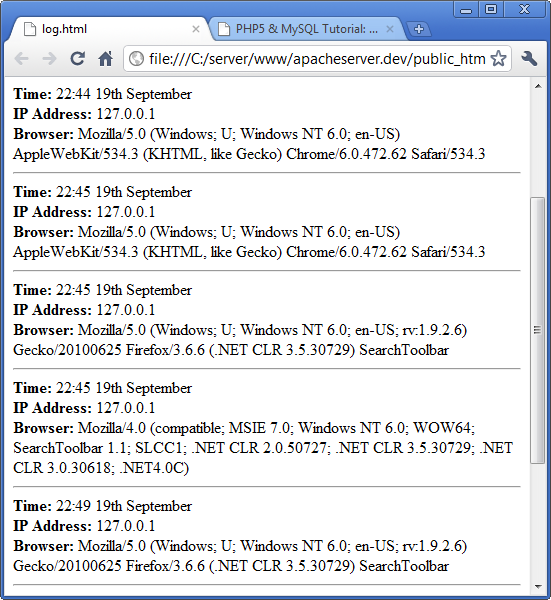 log.html
PHP5 & MySQL Tutorial: ...
file:///C:/server/www/apacheserver.dev/public_htm
Time: 22:44 19th September
IP Address: 127.0.0.1
Browser: Mozilla/5.0 (Windows; U; Windows NT 6.0; en-US)
AppleWebKit/534.3 (KHTML, like Gecko) Chrome/6.0.472.62 Safari/534.3
Time: 22:45 19th September
IP Address: 127.0.0.1
Browser: Mozilla/5.0 (Windows; U; Windows NT 6.0; en-US)
AppleWebKit/534.3 (KHTML, like Gecko) Chrome/6.0.472.62 Safari/534.3
Time: 22:45 19th September
IP Address: 127.0.0.1
Browser: Mozilla/5.0 (Windows; U; Windows NT 6.0; en-US; rv:1.9.2.6)
Gecko/20100625 Firefox/3.6.6 (.NET CLR 3.5.30729) SearchToolbar
Time: 22:45 19th September
IP Address: 127.0.0.1
Browser: Mozilla/4.0 (compatible; MSIE 7.0; Windows NT 6.0; WOW64;
SearchToolbar 1.1; SLCC1; .NET CLR 2.0.50727; .NET CLR 3.5.30729; .NET
CLR 3.0.30618; .NET4.0C)
Time: 22:49 19th September
IP Address: 127.0.0.1
Browser: Mozilla/5.0 (Windows; U; Windows NT 6.0; en-US; rv:1.9.2.6)
Gecko/20100625 Firefox/3.6.6 (.NET CLR 3.5.30729) SearchToolbar